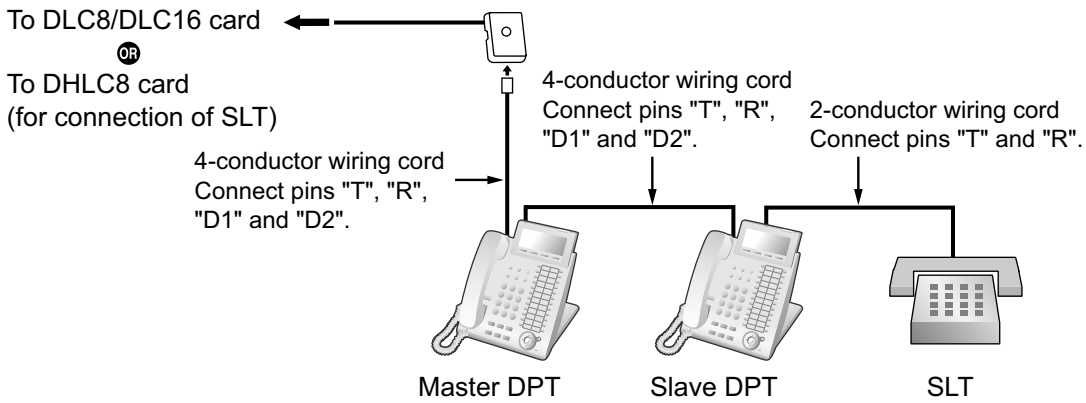 To DLC8/DLC16 card
OR
To DHLC8 card
(for connection of SLT)
4-conductor wiring cord
Connect pins "T", "R",
"D1" and "D2".
4-conductor wiring cord
Connect pins "T", "R",
"D1" and "D2".
2-conductor wiring cord
Connect pins "T" and "R".
Master DPT
Slave DPT
SLT